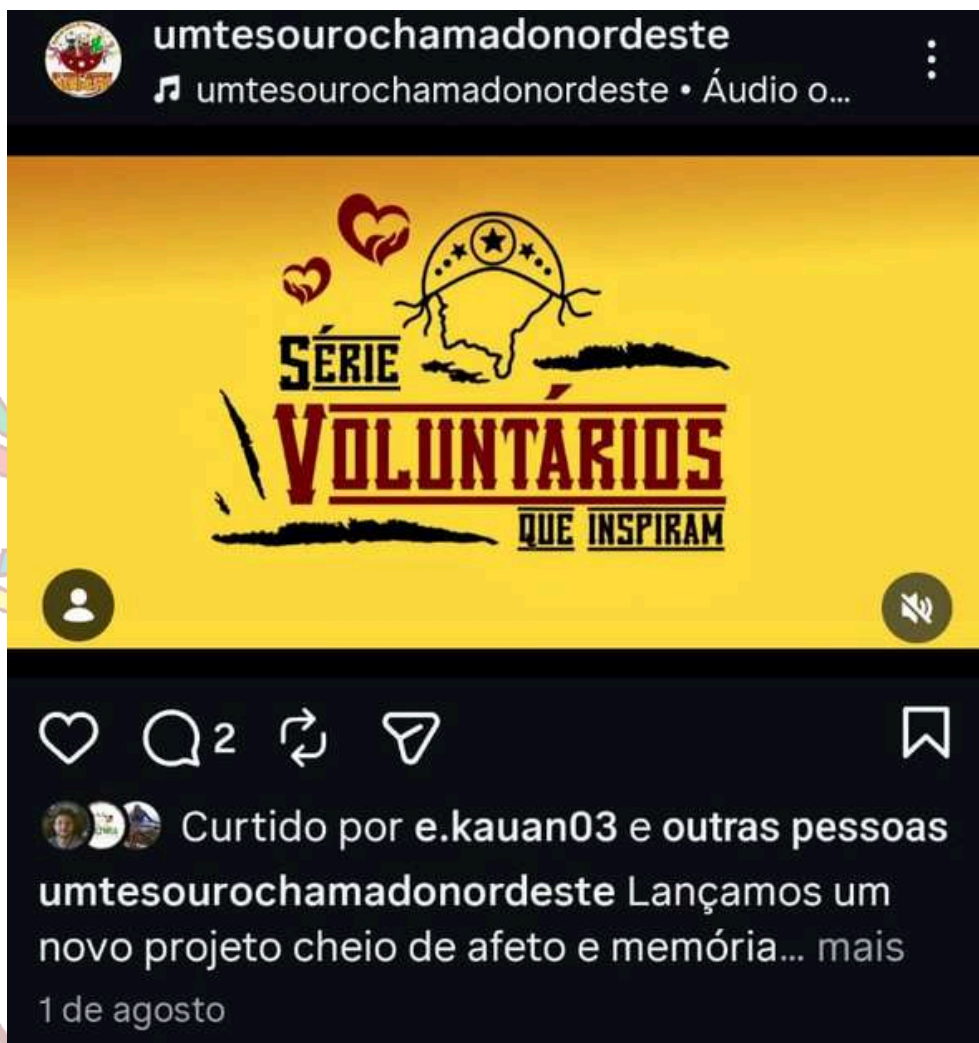 umtesourochamadonordeste
umtesourochamadonordeste • Áudio o...
SÉRIE
VOLUNTÁRIOS
QUE INSPIRAM
2
Curtido por e.kauan03 e outras pessoas
umtesourochamadonordeste Lançamos um
novo projeto cheio de afeto e memória... mais
1 de agosto